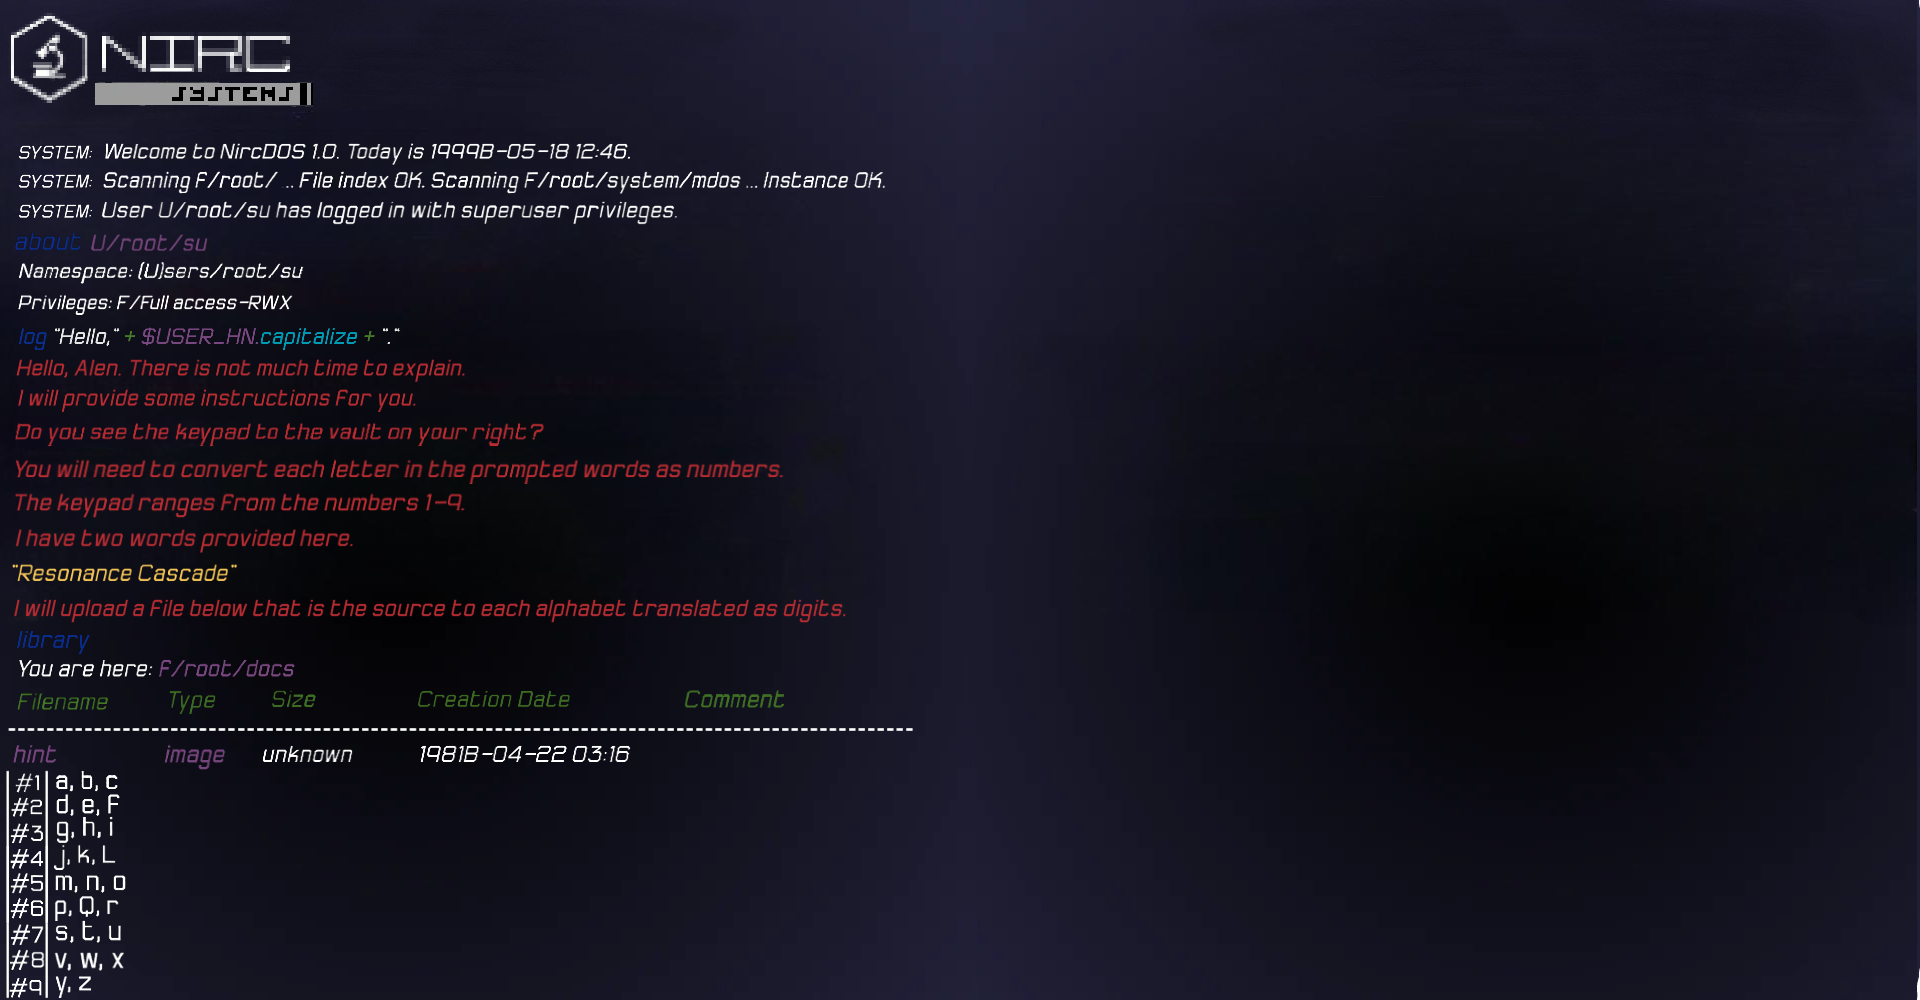 NIRC
SYSTEMS
SYSTEM: Welcome to NircDOS 1.0. Today is 1999B-05-18 12:46.
SYSTEM: Scanning F/root/ .. File index OK. Scanning F/root/system/mdos ... Instance OK.
SYSTEM: User U/root/su has logged in with superuser privileges.
about U/root/su
Namespace: (U)sers/root/su
Privileges: F/Full access-RWX
log "Hello," + $USER_HN.capitalize + "."
Hello, Alen. There is not much time to explain.
I will provide some instructions for you.
Do you see the keypad to the vault on your right?
You will need to convert each letter in the prompted words as numbers.
The keypad ranges from the numbers 1-9.
I have two words provided here.
"Resonance Cascade"
I will upload a file below that is the source to each alphabet translated as digits.
library
You are here: F/root/docs
Filename Type Size Creation Date Comment
hint image unknown 1981B-04-22 03:16
#1 a, b, c
#2 d, e, f
#3 g, h, i
#4 j, k, L
#5 m, n, o
#6 p, Q, r
#7 s, t, u
#8 v, w, x
#9 y, z